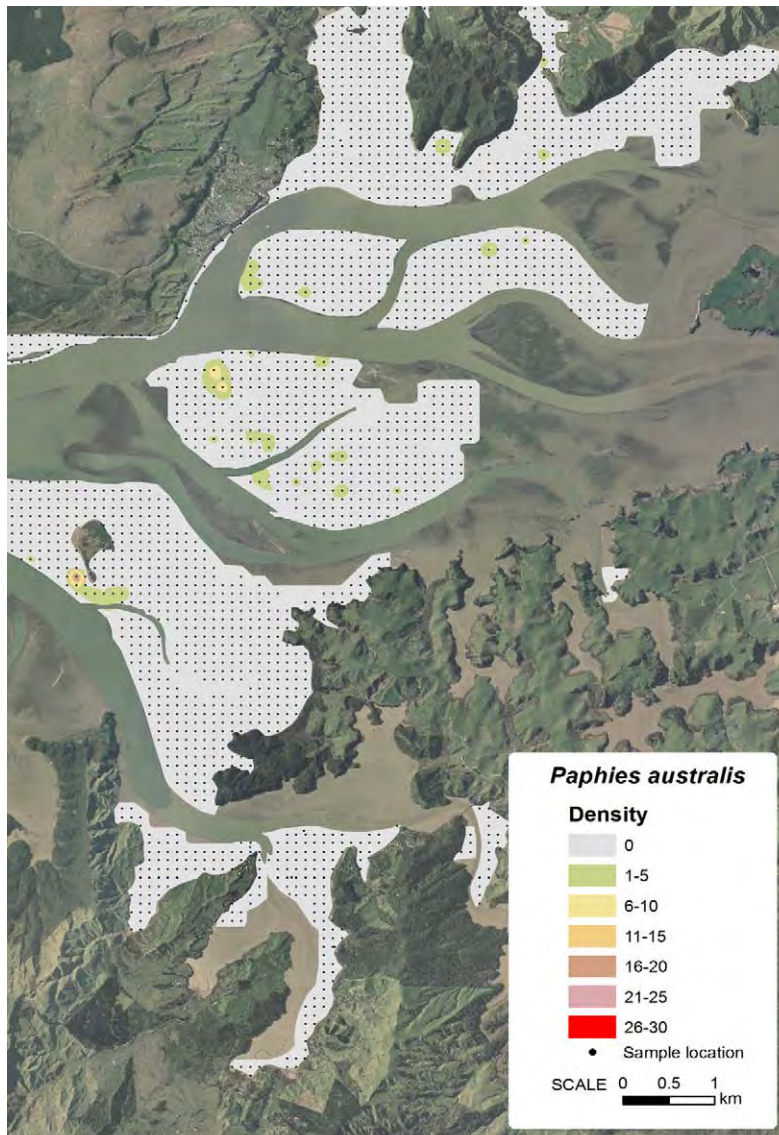 Paphies australis
Density
0
1-5
6-10
11-15
16-20
21-25
26-30
Sample location
SCALE 0 0.5 1
km